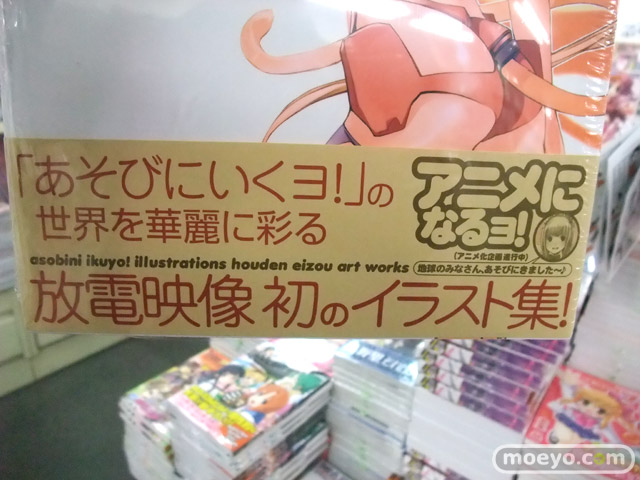 「あそびにいくヨ!」の
世界を華麗に彩る
asobini ikuyo! illustrations houden eizou art works
放電映像 初のイラスト集!
アニメに
なるヨ!
(アニメ化企画進行中)
地球のみなさん、あそびにきました〜♪
moeyo.com